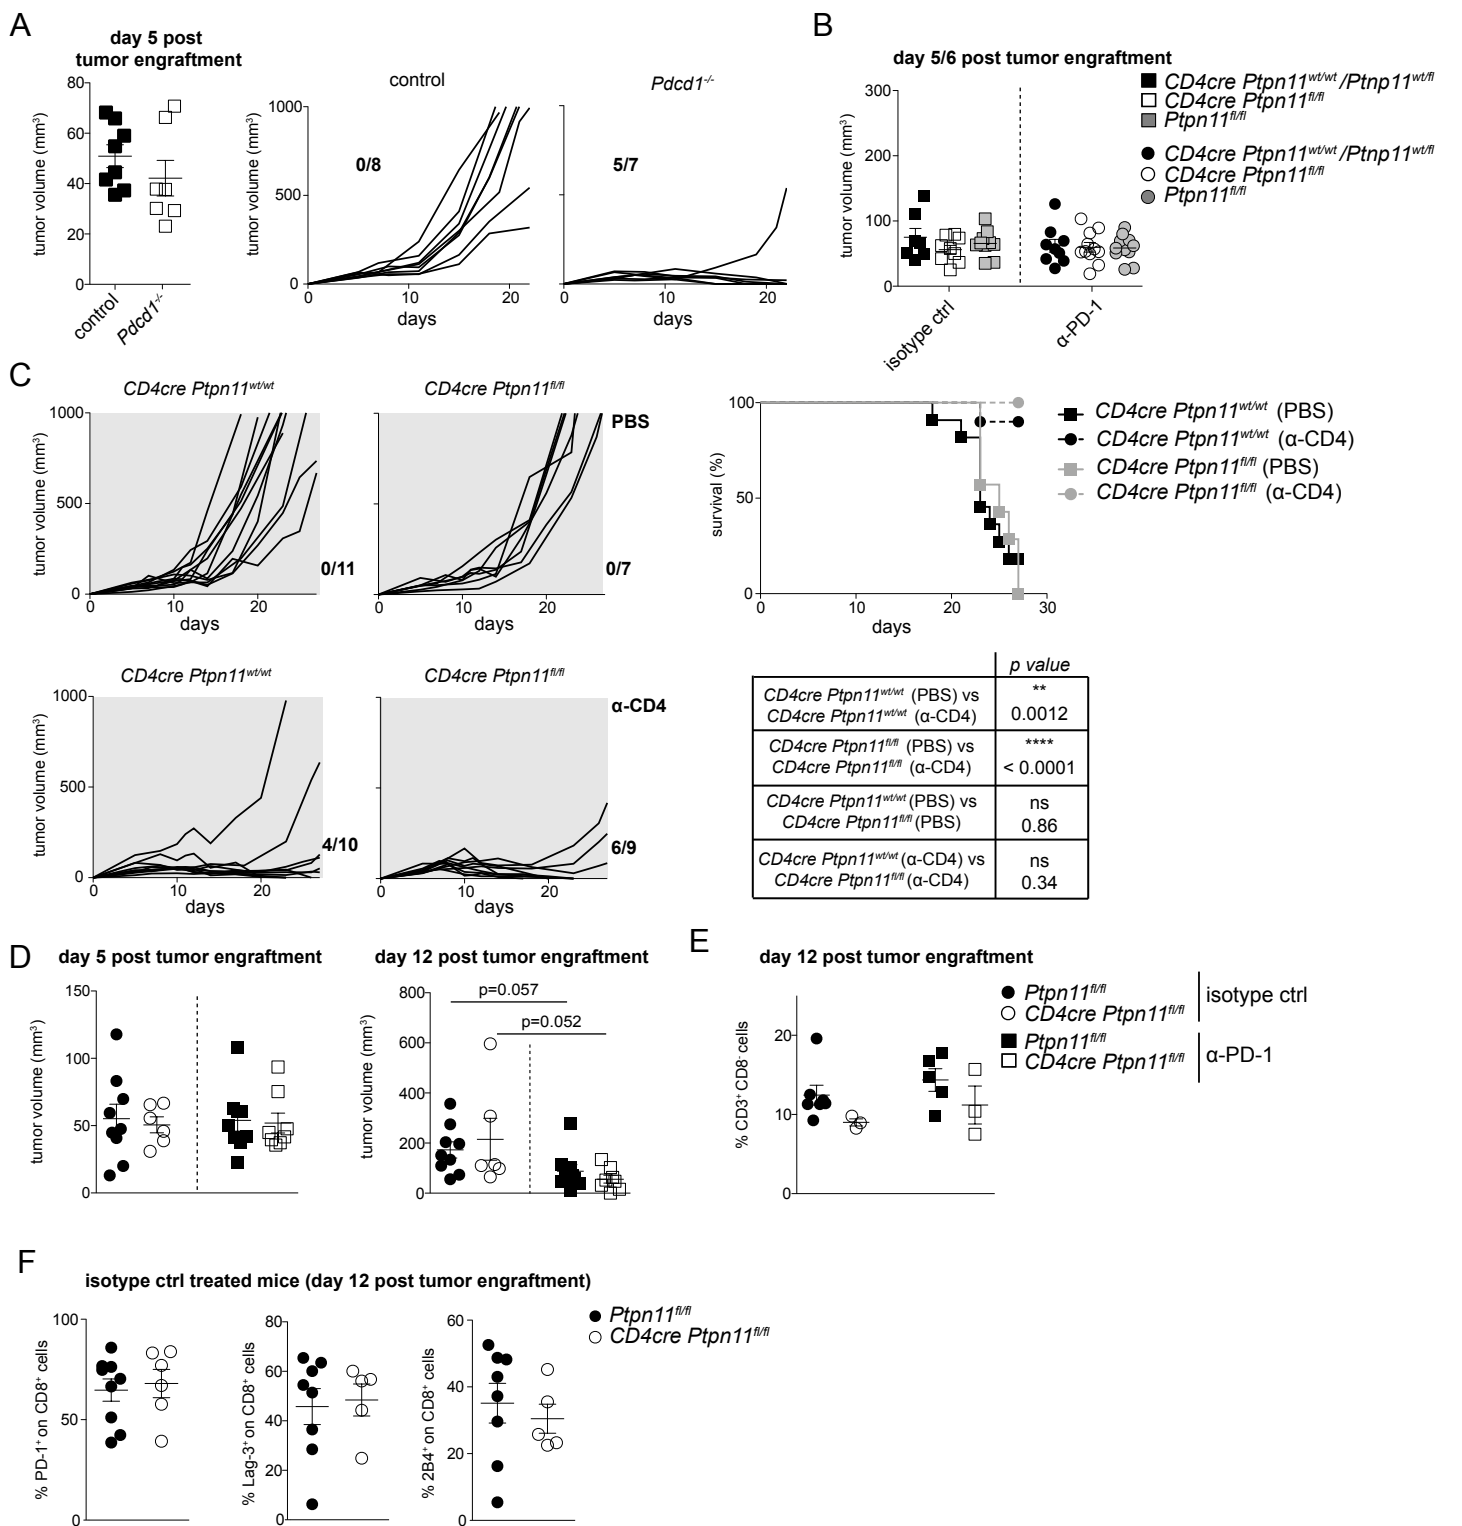 A
day 5 post
tumor engraftment
80
60
40
20
0
tumor volume (mm³)
control
Pdcd1-/-
control
1000
500
0
tumor volume (mm³)
0/8
0
10
20
days
Pdcd1-/-
5/7
0
10
20
days
B
day 5/6 post tumor engraftment
300
200
100
0
tumor volume (mm³)
isotype ctrl
α-PD-1
CD4cre Ptpn11wt/wt/Ptnp11wt/fl
CD4cre Ptpn11fl/fl
Ptpn11fl/fl
CD4cre Ptpn11wt/wt/Ptnp11wt/fl
CD4cre Ptpn11fl/fl
Ptpn11fl/fl
C
CD4cre Ptpn11wt/wt
1000
500
0
tumor volume (mm³)
0/11
0
10
20
days
CD4cre Ptpn11fl/fl
PBS
0/7
0
10
20
days
100
50
0
survival (%)
0
10
20
30
days
CD4cre Ptpn11wt/wt (PBS)
CD4cre Ptpn11wt/wt (α-CD4)
CD4cre Ptpn11fl/fl (PBS)
CD4cre Ptpn11fl/fl (α-CD4)
CD4cre Ptpn11wt/wt
1000
500
0
tumor volume (mm³)
4/10
0
10
20
days
CD4cre Ptpn11fl/fl
α-CD4
6/9
0
10
20
days
p value
CD4cre Ptpn11wt/wt (PBS) vs
CD4cre Ptpn11wt/wt (α-CD4)
**
0.0012
CD4cre Ptpn11fl/fl (PBS) vs
CD4cre Ptpn11fl/fl (α-CD4)
****
< 0.0001
CD4cre Ptpn11wt/wt (PBS) vs
CD4cre Ptpn11fl/fl (PBS)
ns
0.86
CD4cre Ptpn11wt/wt (α-CD4) vs
CD4cre Ptpn11fl/fl (α-CD4)
ns
0.34
D
day 5 post tumor engraftment
150
100
50
0
tumor volume (mm³)
day 12 post tumor engraftment
800
600
400
200
0
tumor volume (mm³)
p=0.057
p=0.052
E
day 12 post tumor engraftment
20
10
0
% CD3+ CD8- cells
Ptpn11fl/fl
CD4cre Ptpn11fl/fl
isotype ctrl
Ptpn11fl/fl
CD4cre Ptpn11fl/fl
α-PD-1
F
isotype ctrl treated mice (day 12 post tumor engraftment)
100
50
0
% PD-1+ on CD8+ cells
80
60
40
20
0
% Lag-3+ on CD8+ cells
60
40
20
0
% 2B4+ on CD8+ cells
Ptpn11fl/fl
CD4cre Ptpn11fl/fl